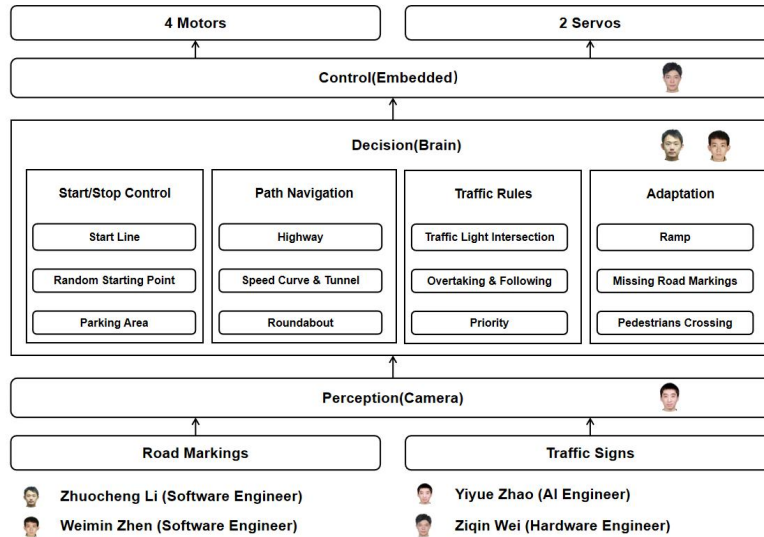 4 Motors
2 Servos
Control(Embedded)
Decision(Brain)
Start/Stop Control
Start Line
Random Starting Point
Parking Area
Path Navigation
Highway
Speed Curve & Tunnel
Roundabout
Traffic Rules
Traffic Light Intersection
Overtaking & Following
Priority
Adaptation
Ramp
Missing Road Markings
Pedestrians Crossing
Perception(Camera)
Road Markings
Traffic Signs
Zhuocheng Li (Software Engineer)
Yiyue Zhao (AI Engineer)
Weimin Zhen (Software Engineer)
Ziqin Wei (Hardware Engineer)